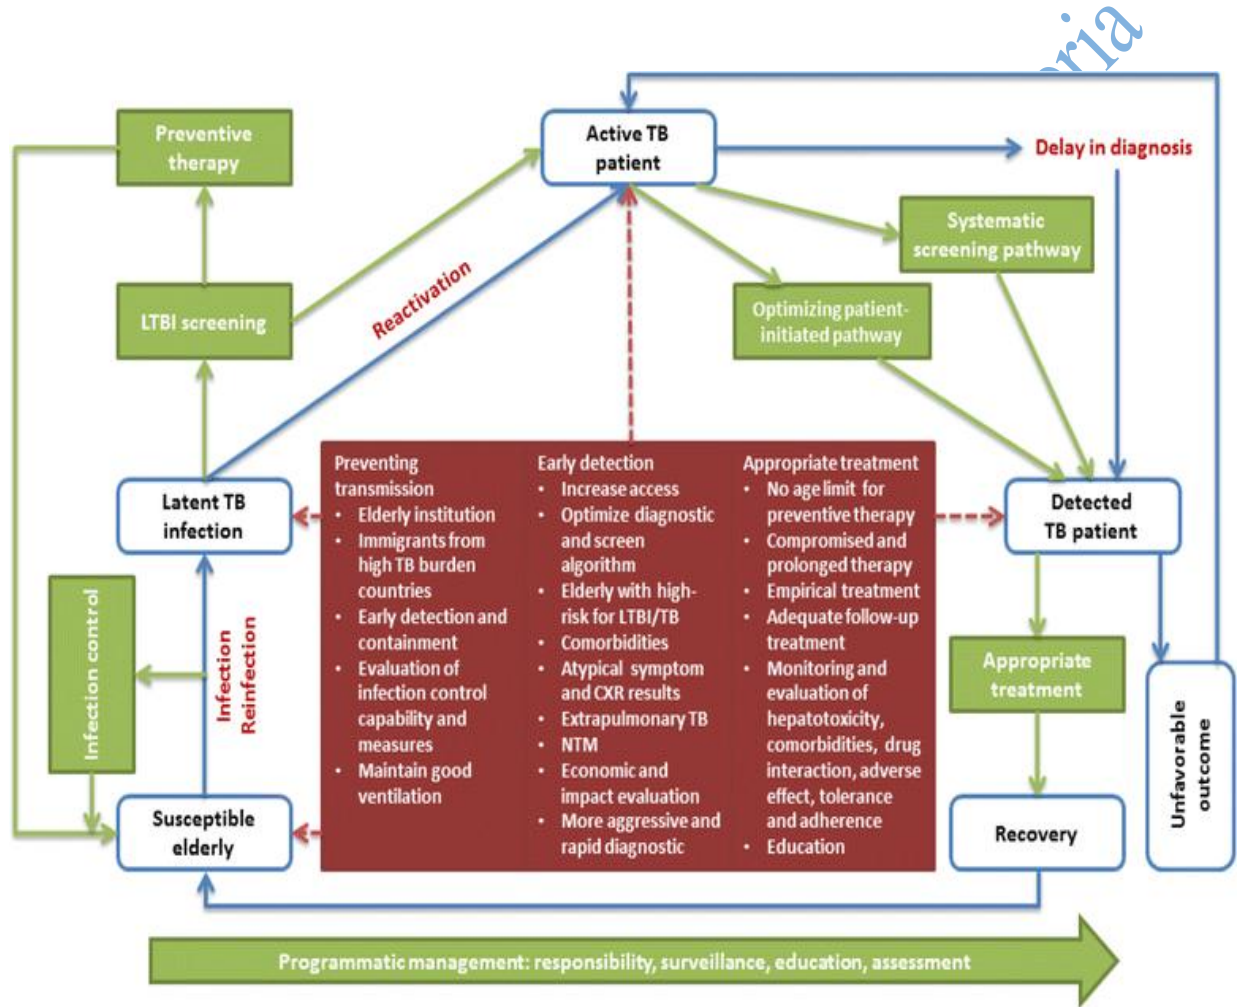 Preventive
therapy
Active TB
patient
Delay in diagnosis
Systematic
screening pathway
LTBI screening
Reactivation
Optimizing patient-
initiated pathway
Latent TB
infection
Preventing
transmission
• Elderly institution
• Immigrants from
high TB burden
countries
• Early detection and
containment
• Evaluation of
infection control
capability and
measures
• Maintain good
ventilation
Early detection
• Increase access
• Optimize diagnostic
and screen
algorithm
• Elderly with high-
risk for LTBI/TB
• Comorbidities
• Atypical symptom
and CXR results
• Extrapulmonary TB
• NTM
• Economic and
impact evaluation
• More aggressive and
rapid diagnostic
Appropriate treatment
• No age limit for
preventive therapy
• Compromised and
prolonged therapy
• Empirical treatment
• Adequate follow-up
treatment
• Monitoring and
evaluation of
hepatotoxicity,
comorbidities, drug
interaction, adverse
effect, tolerance
and adherence
• Education
Detected
TB patient
Infection control
Infection
Reinfection
Appropriate
treatment
Unfavorable
outcome
Susceptible
elderly
Recovery
Programmatic management: responsibility, surveillance, education, assessment